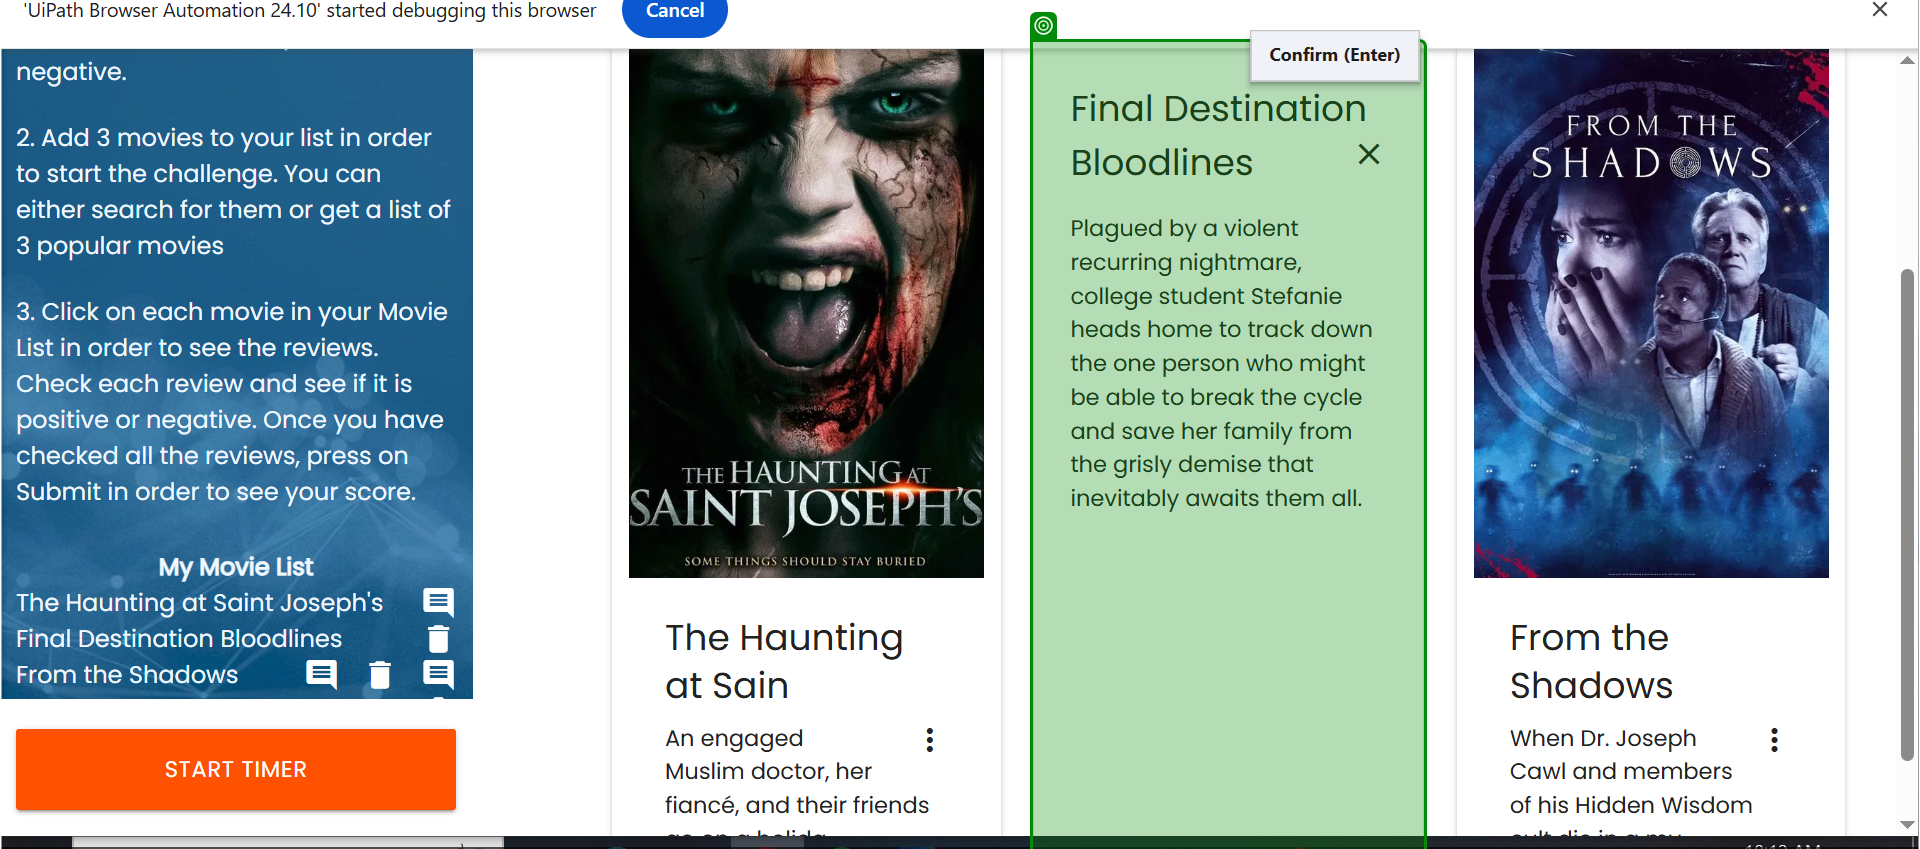 'UiPath Browser Automation 24.10' started debugging this browser
Cancel
negative.
2. Add 3 movies to your list in order
to start the challenge. You can
either search for them or get a list of
3 popular movies
3. Click on each movie in your Movie
List in order to see the reviews.
Check each review and see if it is
positive or negative. Once you have
checked all the reviews, press on
Submit in order to see your score.
My Movie List
The Haunting at Saint Joseph's
Final Destination Bloodlines
From the Shadows
START TIMER
THE HAUNTING AT
SAINT JOSEPH'S
SOME THINGS SHOULD STAY BURIED
The Haunting
at Sain
An engaged
Muslim doctor, her
fiancé, and their friends
go on a holida
Confirm (Enter)
Final Destination
Bloodlines
Plagued by a violent
recurring nightmare,
college student Stefanie
heads home to track down
the one person who might
be able to break the cycle
and save her family from
the grisly demise that
inevitably awaits them all.
FROM THE
SHADOWS
From the
Shadows
When Dr. Joseph
Cawl and members
of his Hidden Wisdom
cult die in a my